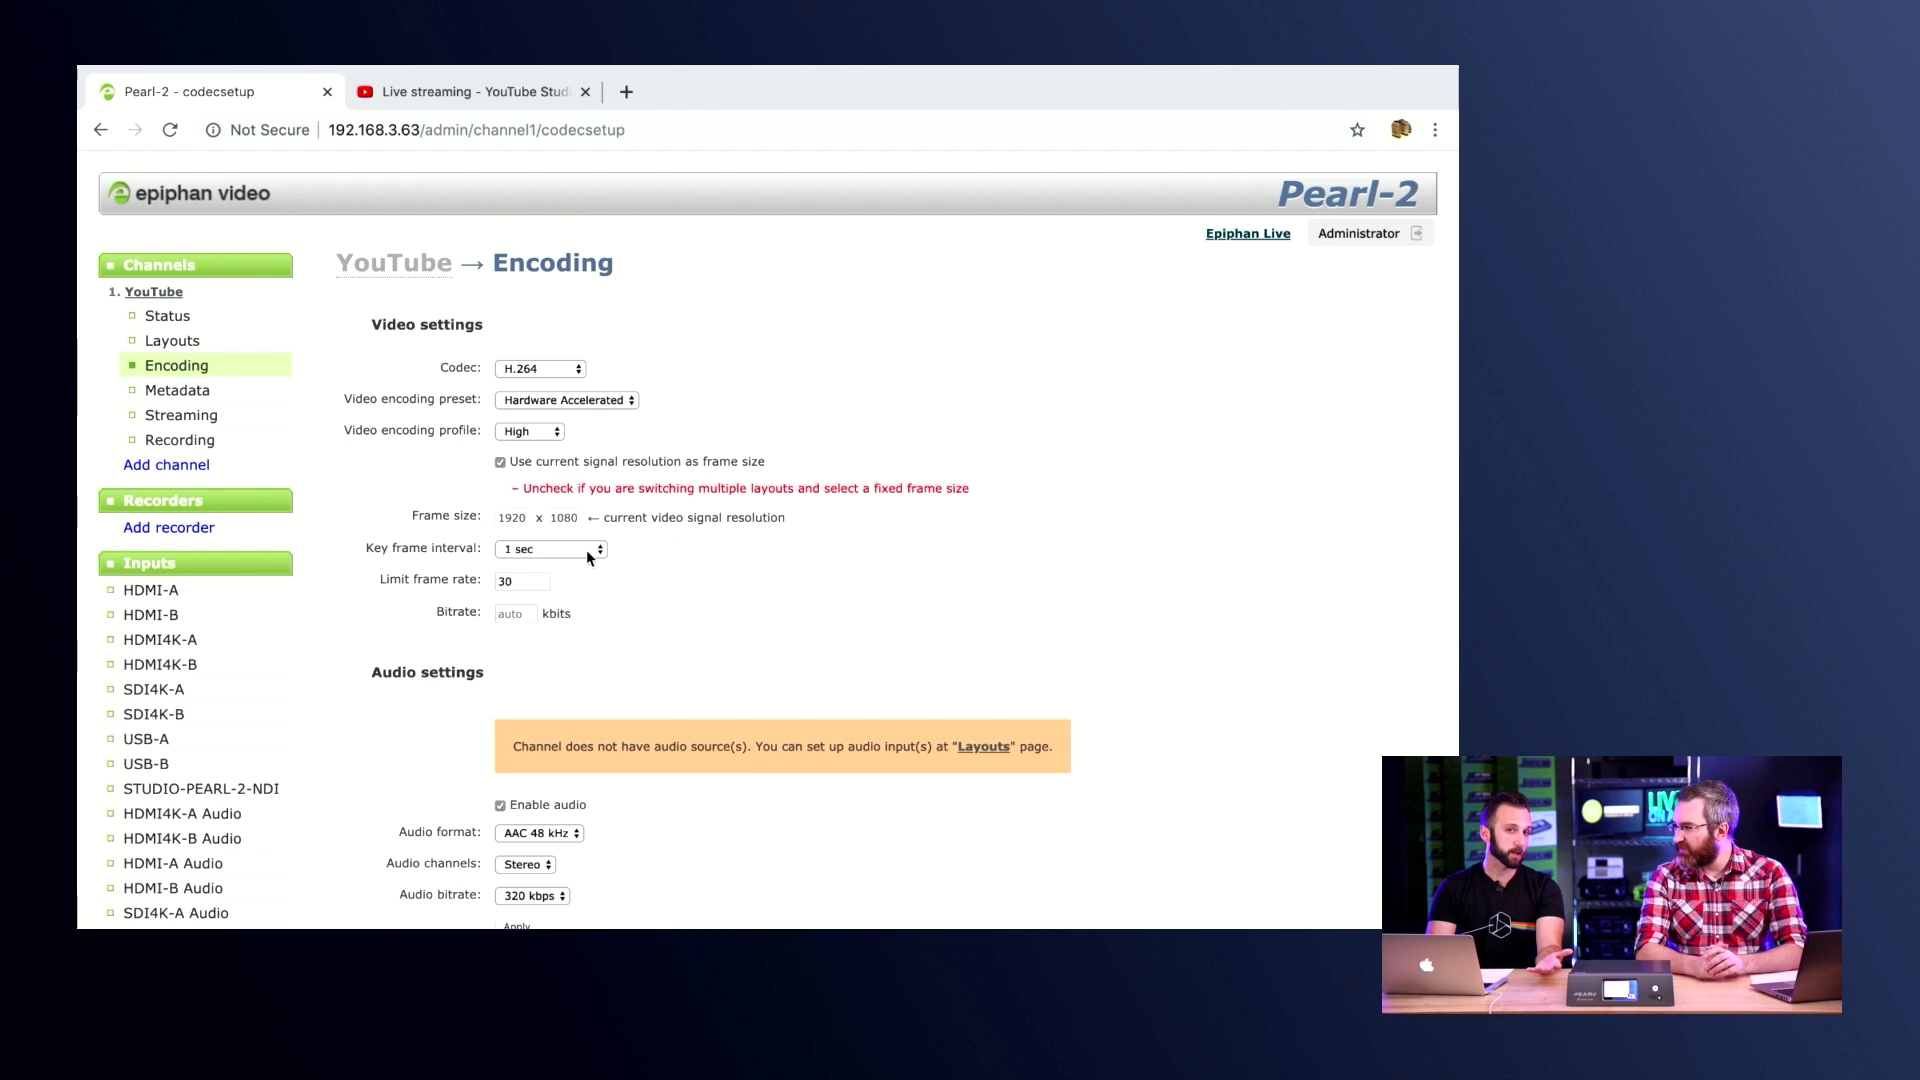 Pearl-2 - codecsetup
Live streaming - YouTube Stud
Not Secure
192.168.3.63/admin/channel1/codecsetup
epiphan video
Pearl-2
Epiphan Live
Administrator
YouTube → Encoding
Channels
1. YouTube
Status
Layouts
Encoding
Metadata
Streaming
Recording
Add channel
Recorders
Add recorder
Inputs
HDMI-A
HDMI-B
HDMI4K-A
HDMI4K-B
SDI4K-A
SDI4K-B
USB-A
USB-B
STUDIO-PEARL-2-NDI
HDMI4K-A Audio
HDMI4K-B Audio
HDMI-A Audio
HDMI-B Audio
SDI4K-A Audio
Video settings
Codec: H.264
Video encoding preset: Hardware Accelerated
Video encoding profile: High
Use current signal resolution as frame size
– Uncheck if you are switching multiple layouts and select a fixed frame size
Frame size: 1920 x 1080 ← current video signal resolution
Key frame interval: 1 sec
Limit frame rate: 30
Bitrate: auto kbits
Audio settings
Channel does not have audio source(s). You can set up audio input(s) at "Layouts" page.
Enable audio
Audio format: AAC 48 kHz
Audio channels: Stereo
Audio bitrate: 320 kbps
Apply
LIV
ON A
PEARL